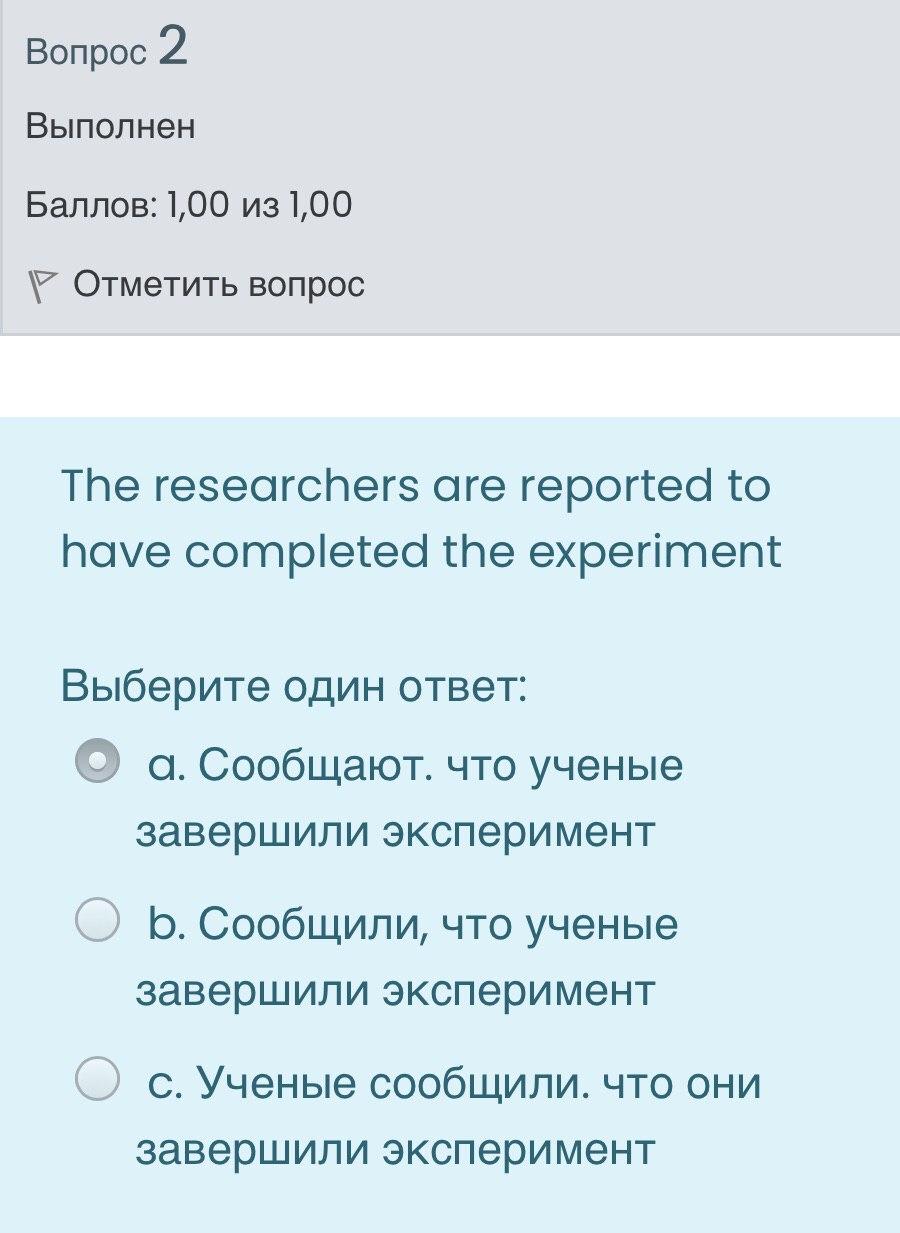 Вопрос 2
Выполнен
Баллов: 1,00 из 1,00
Отметить вопрос
The researchers are reported to
have completed the experiment
Выберите один ответ:
a. Сообщают. что ученые
завершили эксперимент
b. Сообщили, что ученые
завершили эксперимент
c. Ученые сообщили. что они
завершили эксперимент